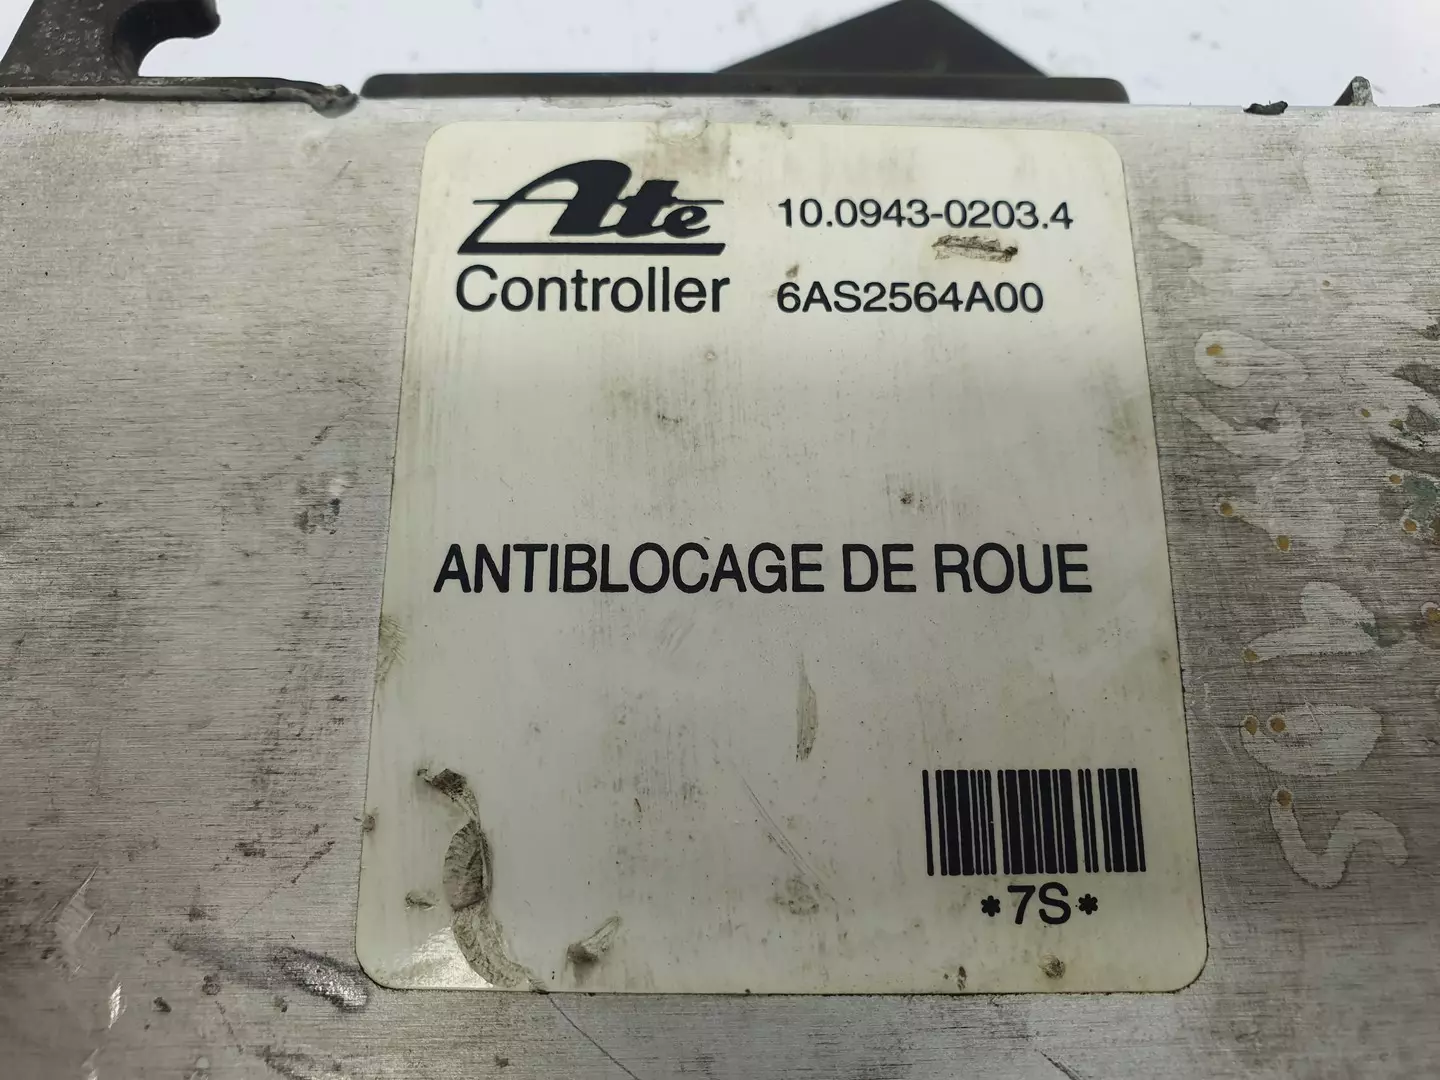 Ate 10.0943-0203.4
Controller 6AS2564A00
ANTIBLOCAGE DE ROUE
*7S*